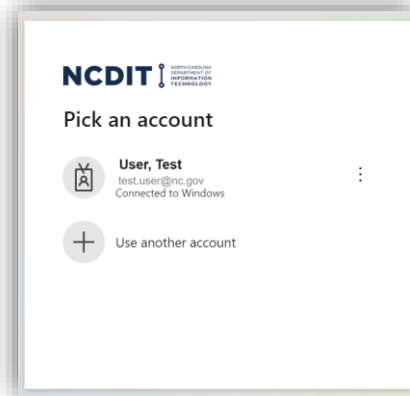 NCDIT
NORTH CAROLINA
DEPARTMENT OF
INFORMATION
TECHNOLOGY
Pick an account
User, Test
test.user@nc.gov
Connected to Windows
Use another account